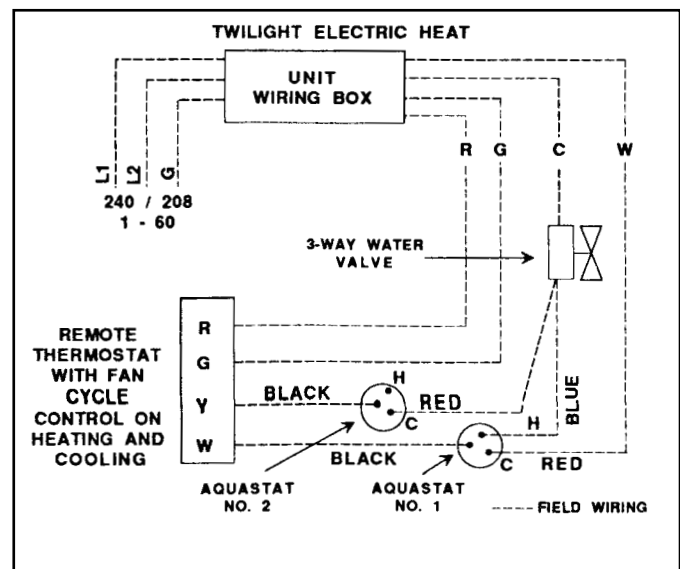 TWILIGHT ELECTRIC HEAT
UNIT
WIRING BOX
L1
L2
G
240 / 208
1 - 60
R
G
C
W
3-WAY WATER
VALVE
REMOTE
THERMOSTAT
WITH FAN
CYCLE
CONTROL ON
HEATING AND
COOLING
R
G
Y
W
BLACK
H
C
RED
BLACK
H
C
BLUE
RED
AQUASTAT
NO. 2
AQUASTAT
NO. 1
FIELD WIRING